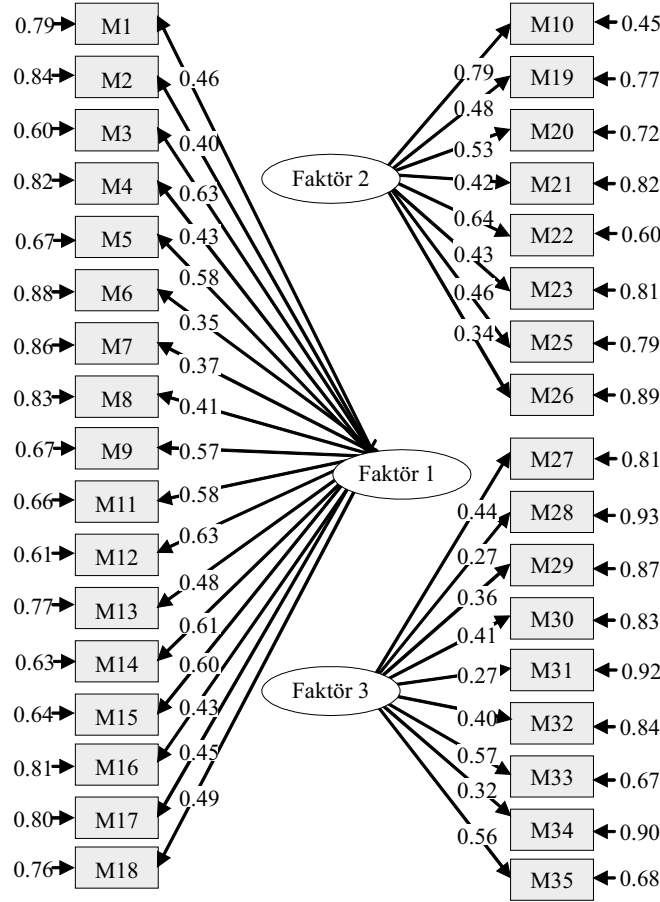 0.79 M1 0.46
0.84 M2 0.40
0.60 M3 0.63
0.82 M4 0.43
0.67 M5 0.58
0.88 M6 0.35
0.86 M7 0.37
0.83 M8 0.41
0.67 M9 0.57
0.66 M11 0.58
0.61 M12 0.63
0.77 M13 0.48
0.63 M14 0.61
0.64 M15 0.60
0.81 M16 0.43
0.80 M17 0.45
0.76 M18 0.49
Faktör 1
Faktör 2
0.79 M10 0.45
0.48 M19 0.77
0.53 M20 0.72
0.42 M21 0.82
0.64 M22 0.60
0.43 M23 0.81
0.46 M25 0.79
0.34 M26 0.89
Faktör 3
0.44 M27 0.81
0.27 M28 0.93
0.36 M29 0.87
0.41 M30 0.83
0.27 M31 0.92
0.40 M32 0.84
0.57 M33 0.67
0.32 M34 0.90
0.56 M35 0.68